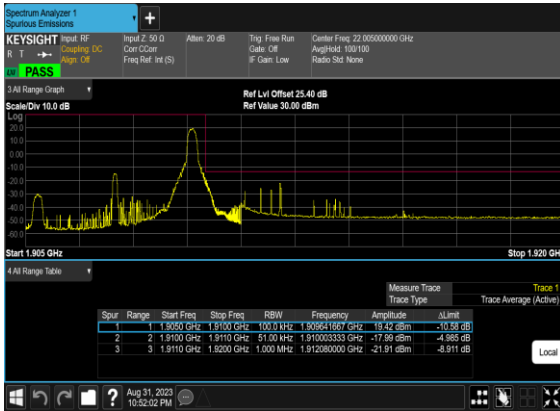 Spectrum Analyzer 1
Spurious Emissions
KEYSIGHT Input: RF Input Z: 50 Ω Atten: 20 dB Trig: Free Run Center Freq: 22.005000000 GHz
R T Coupling: DC Corr CCorr Gate: Off Avg|Hold: 100/100
Align: Off Freq Ref: Int (S) IF Gain: Low Radio Std: None
PASS
3 All Range Graph
Ref Lvl Offset 25.40 dB
Scale/Div 10.0 dB Ref Value 30.00 dBm
Log
20.0
10.0
0.00
-10.0
-20.0
-30.0
-40.0
-50.0
-60.0
Start 1.905 GHz Stop 1.920 GH
4 All Range Table
Measure Trace Trace 1
Trace Type Trace Average (Active)
Spur Range Start Freq Stop Freq RBW Frequency Amplitude ΔLimit
1 1 1.9050 GHz 1.9100 GHz 100.0 kHz 1.909641667 GHz 19.42 dBm -10.58 dB
2 2 1.9100 GHz 1.9110 GHz 51.00 kHz 1.910003333 GHz -17.99 dBm -4.985 dB
3 3 1.9110 GHz 1.9200 GHz 1.000 MHz 1.912080000 GHz -21.91 dBm -8.911 dB
Local
Aug 31, 2023
10:52:02 PM